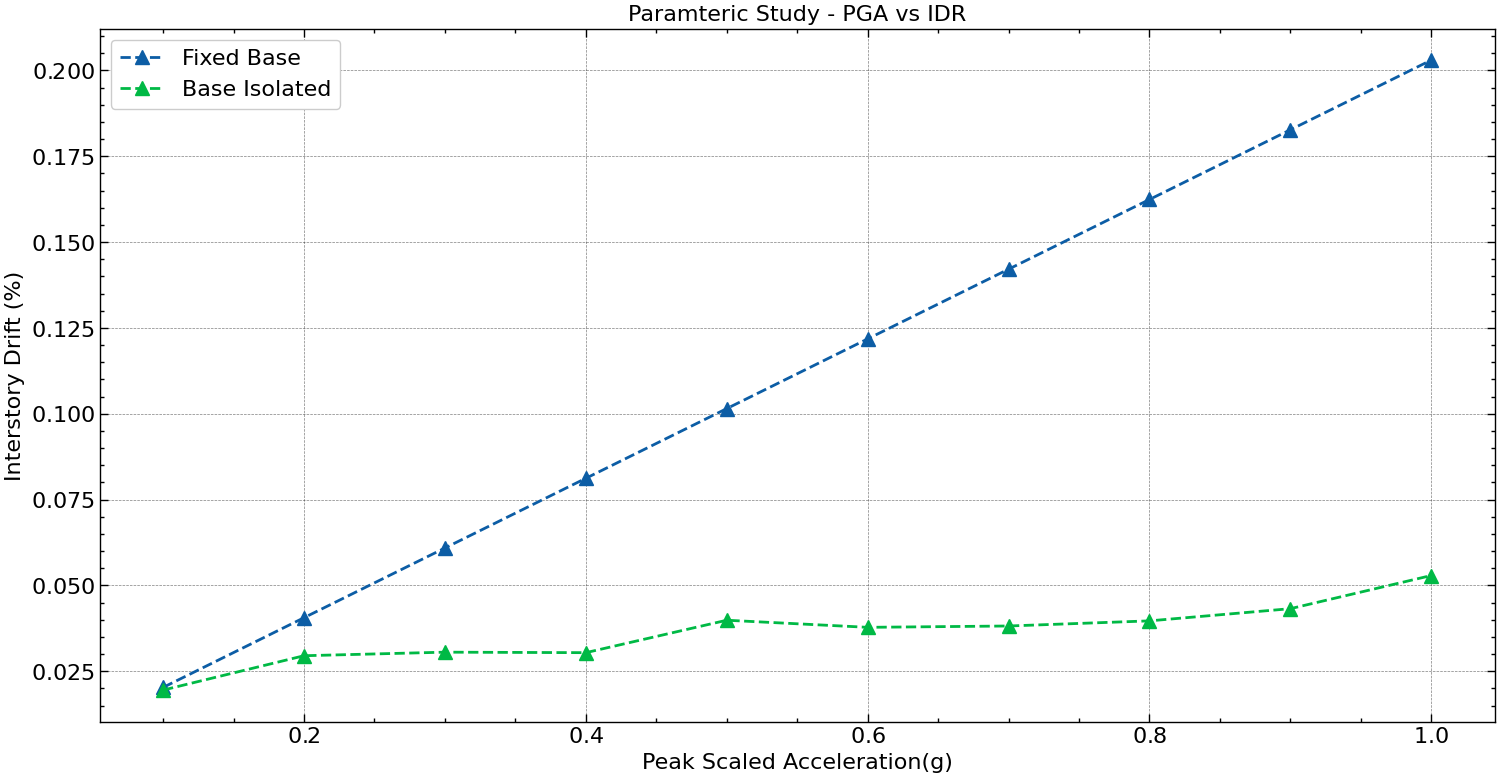 Paramteric Study - PGA vs IDR
Fixed Base
Base Isolated
Interstory Drift (%)
0.200
0.175
0.150
0.125
0.100
0.075
0.050
0.025
0.2 0.4 0.6 0.8 1.0
Peak Scaled Acceleration(g)